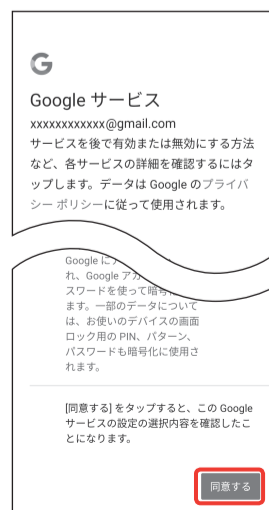 G
Google サービス
xxxxxxxxxxxx@gmail.com
サービスを後で有効または無効にする方法
など、各サービスの詳細を確認するにはタ
ップします。データは Google のプライバ
シー ポリシーに従って使用されます。
Google に
れ、Google アカ
スワードを使って暗号
ます。一部のデータについて
は、お使いのデバイスの画面
ロック用の PIN、パターン、
パスワードも暗号化に使用さ
れます。
[同意する] をタップすると、この Google
サービスの設定の選択内容を確認したこ
とになります。
同意する